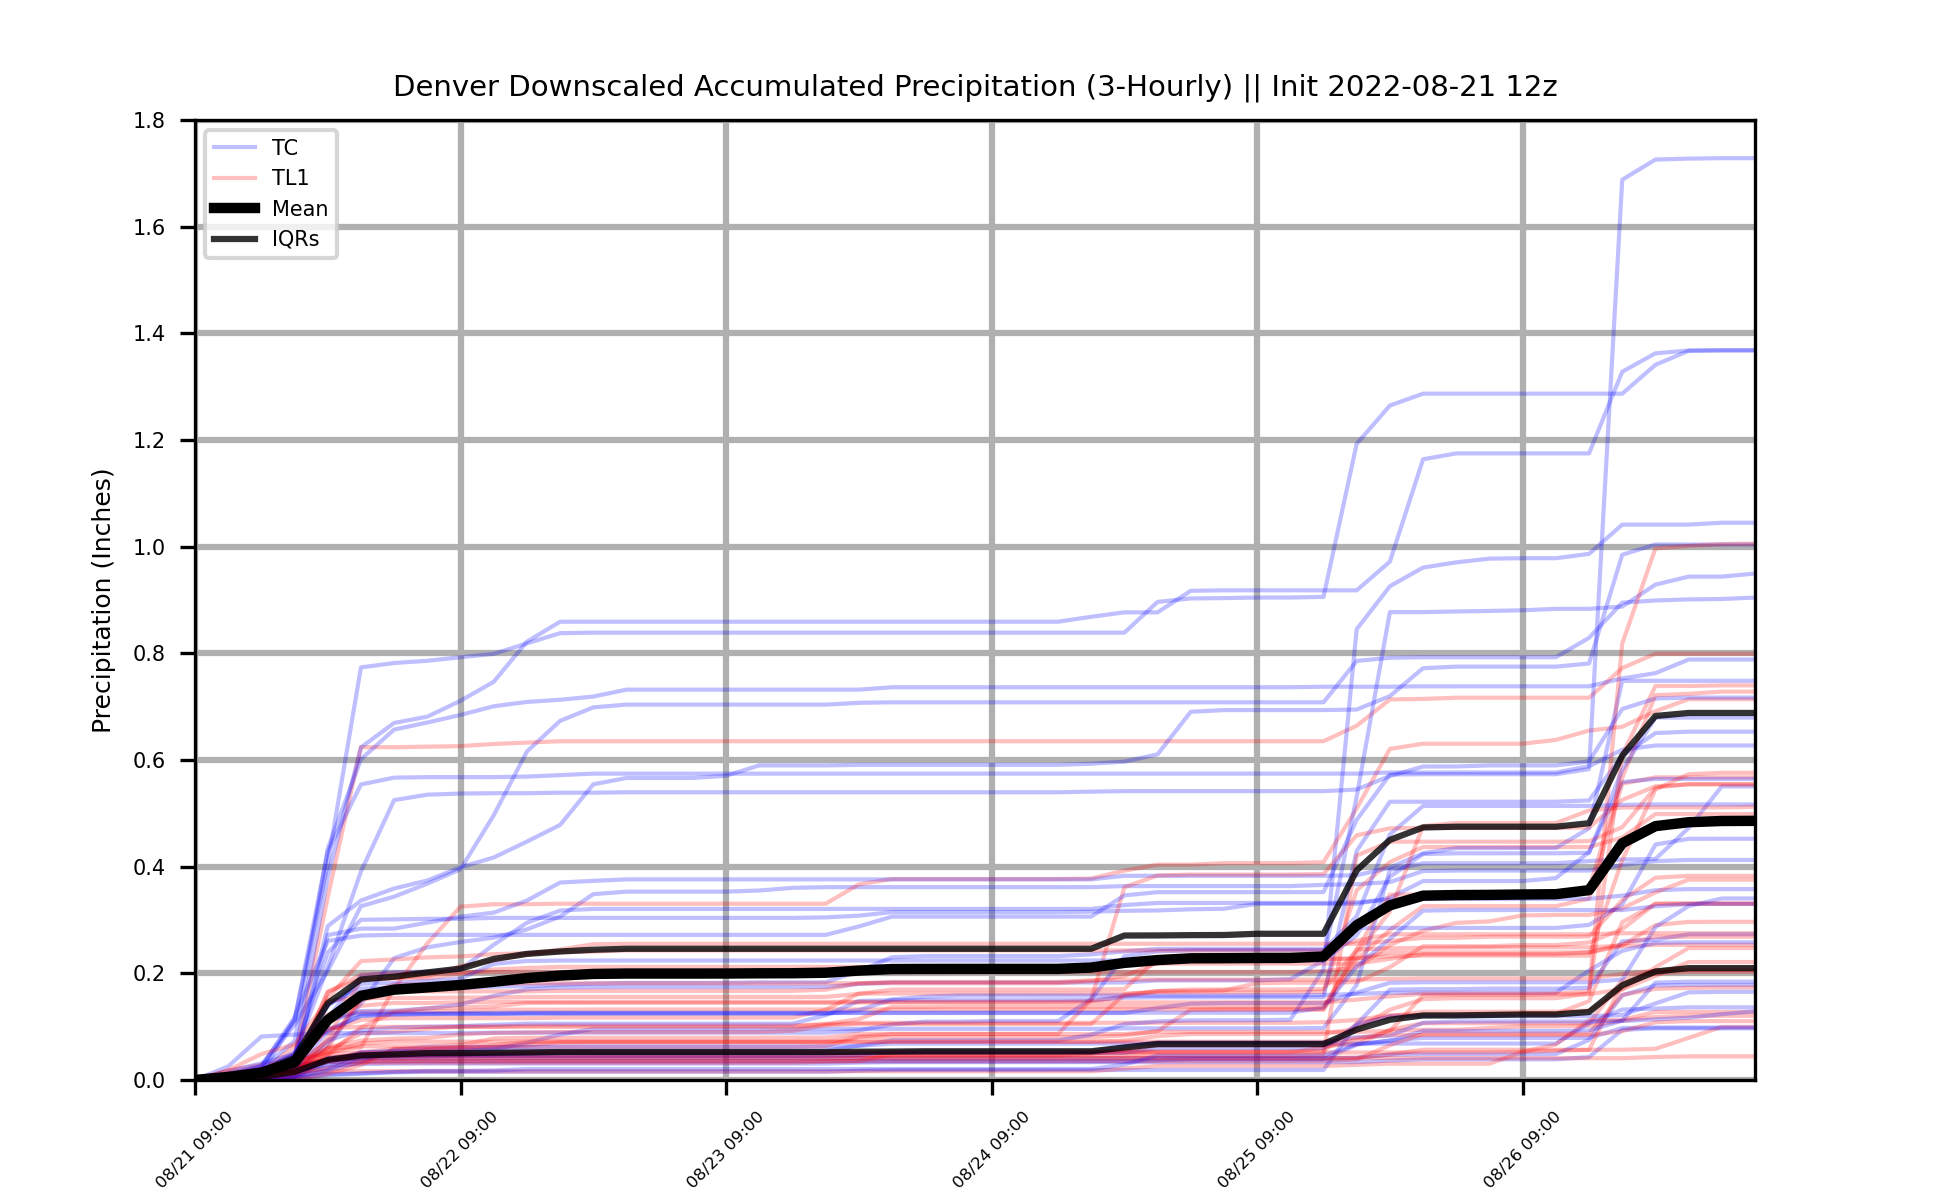 Denver Downscaled Accumulated Precipitation (3-Hourly) || Init 2022-08-21 12z
TC
TL1
Mean
IQRs
Precipitation (Inches)
1.8
1.6
1.4
1.2
1.0
0.8
0.6
0.4
0.2
0.0
08/21 09:00
08/22 09:00
08/23 09:00
08/24 09:00
08/25 09:00
08/26 09:00